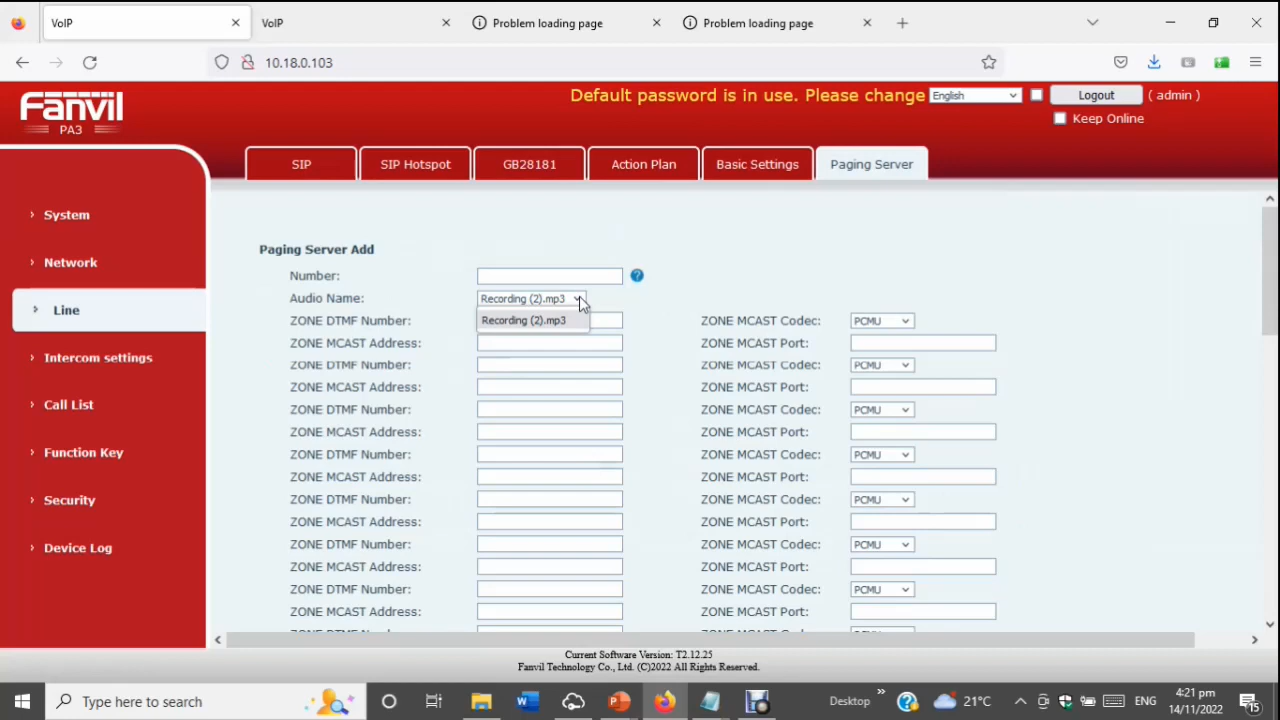 VoIP
VoIP
Problem loading page
Problem loading page
10.18.0.103
Fanvil
PA3
Default password is in use. Please change
English
Logout
( admin )
Keep Online
SIP
SIP Hotspot
GB28181
Action Plan
Basic Settings
Paging Server
System
Network
Line
Intercom settings
Call List
Function Key
Security
Device Log
Paging Server Add
Number:
?
Audio Name:
Recording (2).mp3
Recording (2).mp3
ZONE DTMF Number:
ZONE MCAST Codec:
PCMU
ZONE MCAST Address:
ZONE MCAST Port:
ZONE DTMF Number:
ZONE MCAST Codec:
PCMU
ZONE MCAST Address:
ZONE MCAST Port:
ZONE DTMF Number:
ZONE MCAST Codec:
PCMU
ZONE MCAST Address:
ZONE MCAST Port:
ZONE DTMF Number:
ZONE MCAST Codec:
PCMU
ZONE MCAST Address:
ZONE MCAST Port:
ZONE DTMF Number:
ZONE MCAST Codec:
PCMU
ZONE MCAST Address:
ZONE MCAST Port:
ZONE DTMF Number:
ZONE MCAST Codec:
PCMU
ZONE MCAST Address:
ZONE MCAST Port:
ZONE DTMF Number:
ZONE MCAST Codec:
PCMU
ZONE MCAST Address:
ZONE MCAST Port:
Current Software Version: T2.12.25
Fanvil Technology Co., Ltd. (C)2022 All Rights Reserved.
Type here to search
Desktop
21°C
ENG
4:21 pm
14/11/2022
15